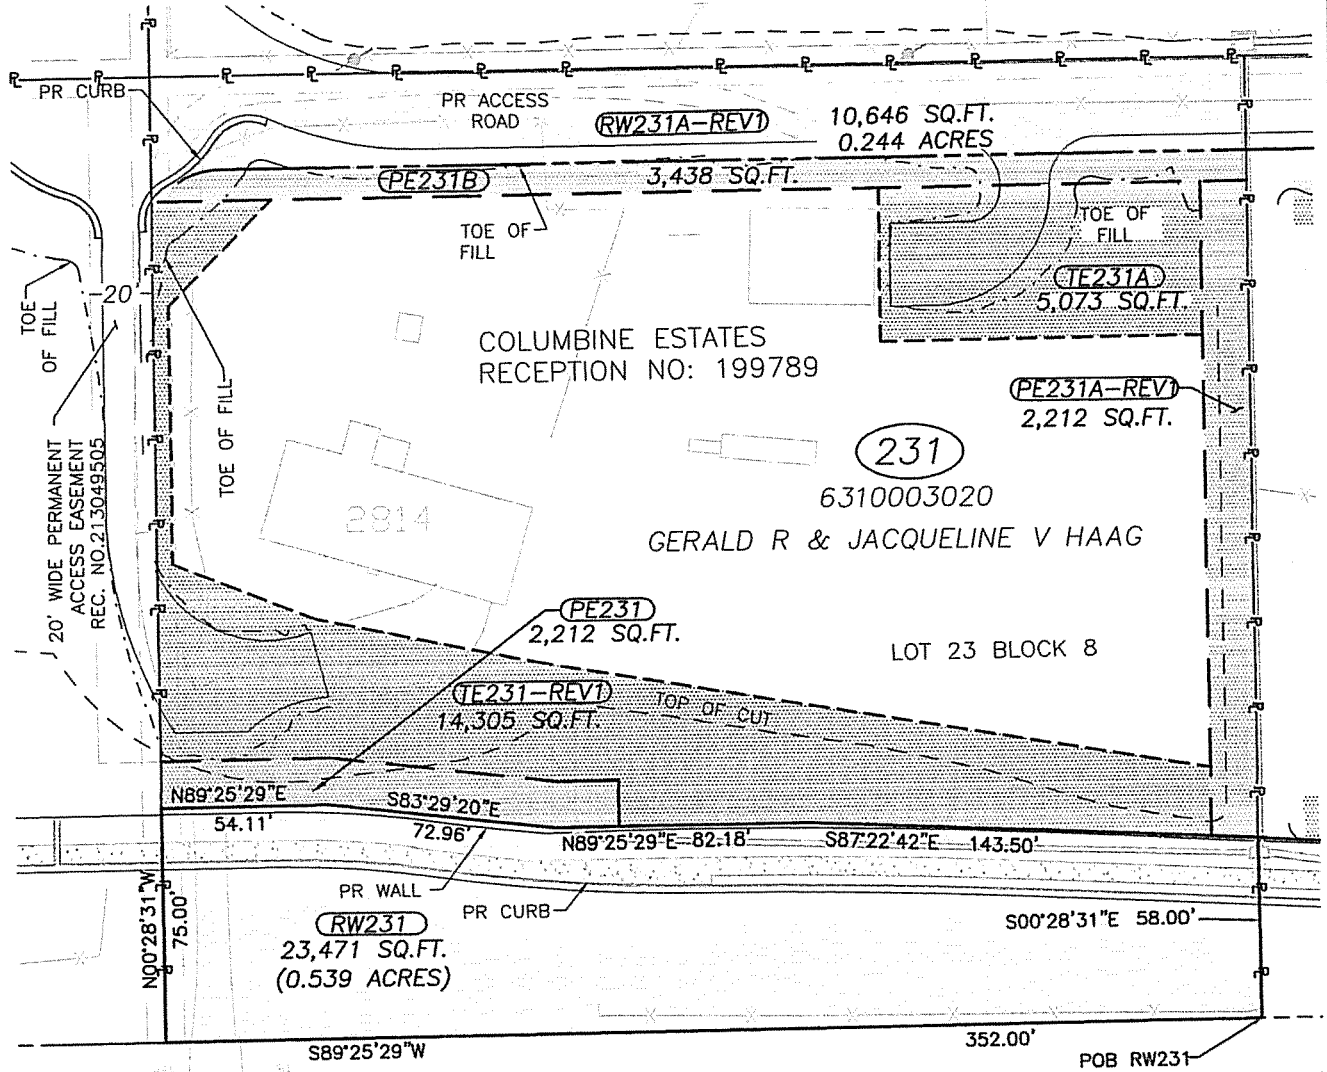 PR CURB
PR ACCESS
ROAD
RW231A-REV1
10,646 SQ.FT.
0.244 ACRES
PE231B
3,438 SQ.FT.
TOE OF
FILL
TOE OF
FILL
TE231A
5,073 SQ.FT.
20'
TOE
OF FILL
TOE OF FILL
COLUMBINE ESTATES
RECEPTION NO: 199789
PE231A-REV1
2,212 SQ.FT.
231
6310003020
GERALD R & JACQUELINE V HAAG
2814
20' WIDE PERMANENT
ACCESS EASEMENT
REC. NO.213049505
PE231
2,212 SQ.FT.
LOT 23 BLOCK 8
TE231-REV1
14,305 SQ.FT.
TOP OF CUT
N89°25'29"E
54.11'
S83°29'20"E
72.96'
N89°25'29"E 82.18'
S87°22'42"E 143.50'
PR WALL
PR CURB
RW231
23,471 SQ.FT.
(0.539 ACRES)
N00°28'31"W
75.00'
S00°28'31"E 58.00'
S89°25'29"W
352.00'
POB RW231